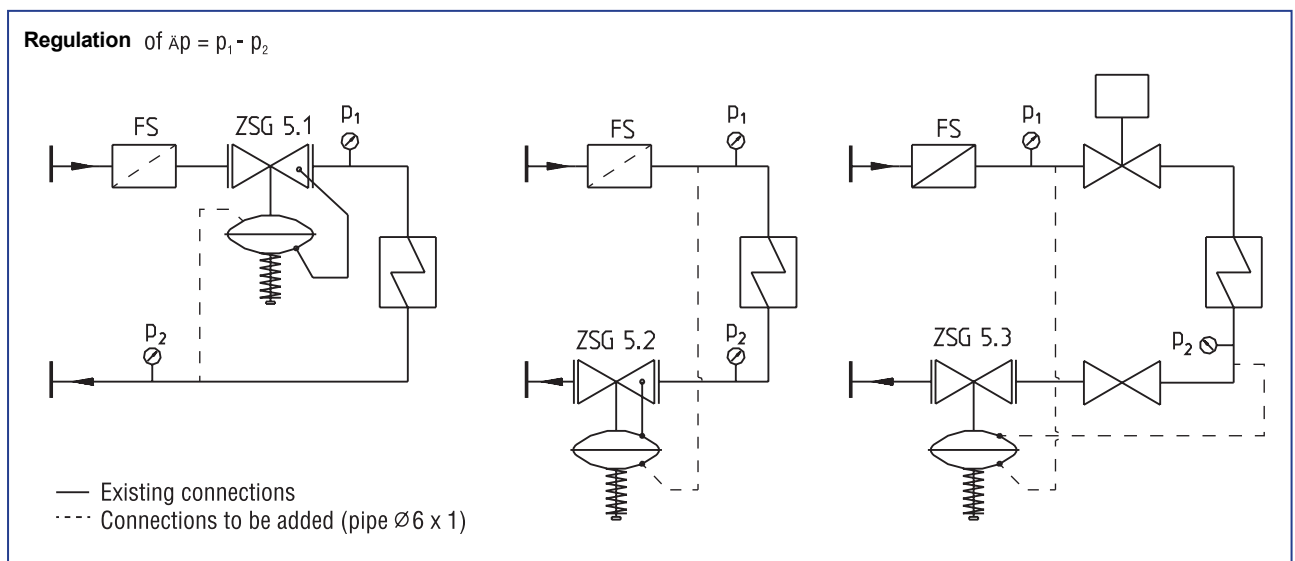 Regulation of Äp = p₁ - p₂
FS
ZSG 5.1
p₁
p₂
FS
p₁
ZSG 5.2
p₂
FS
p₁
ZSG 5.3
p₂
Existing connections
Connections to be added (pipe Ø6 x 1)